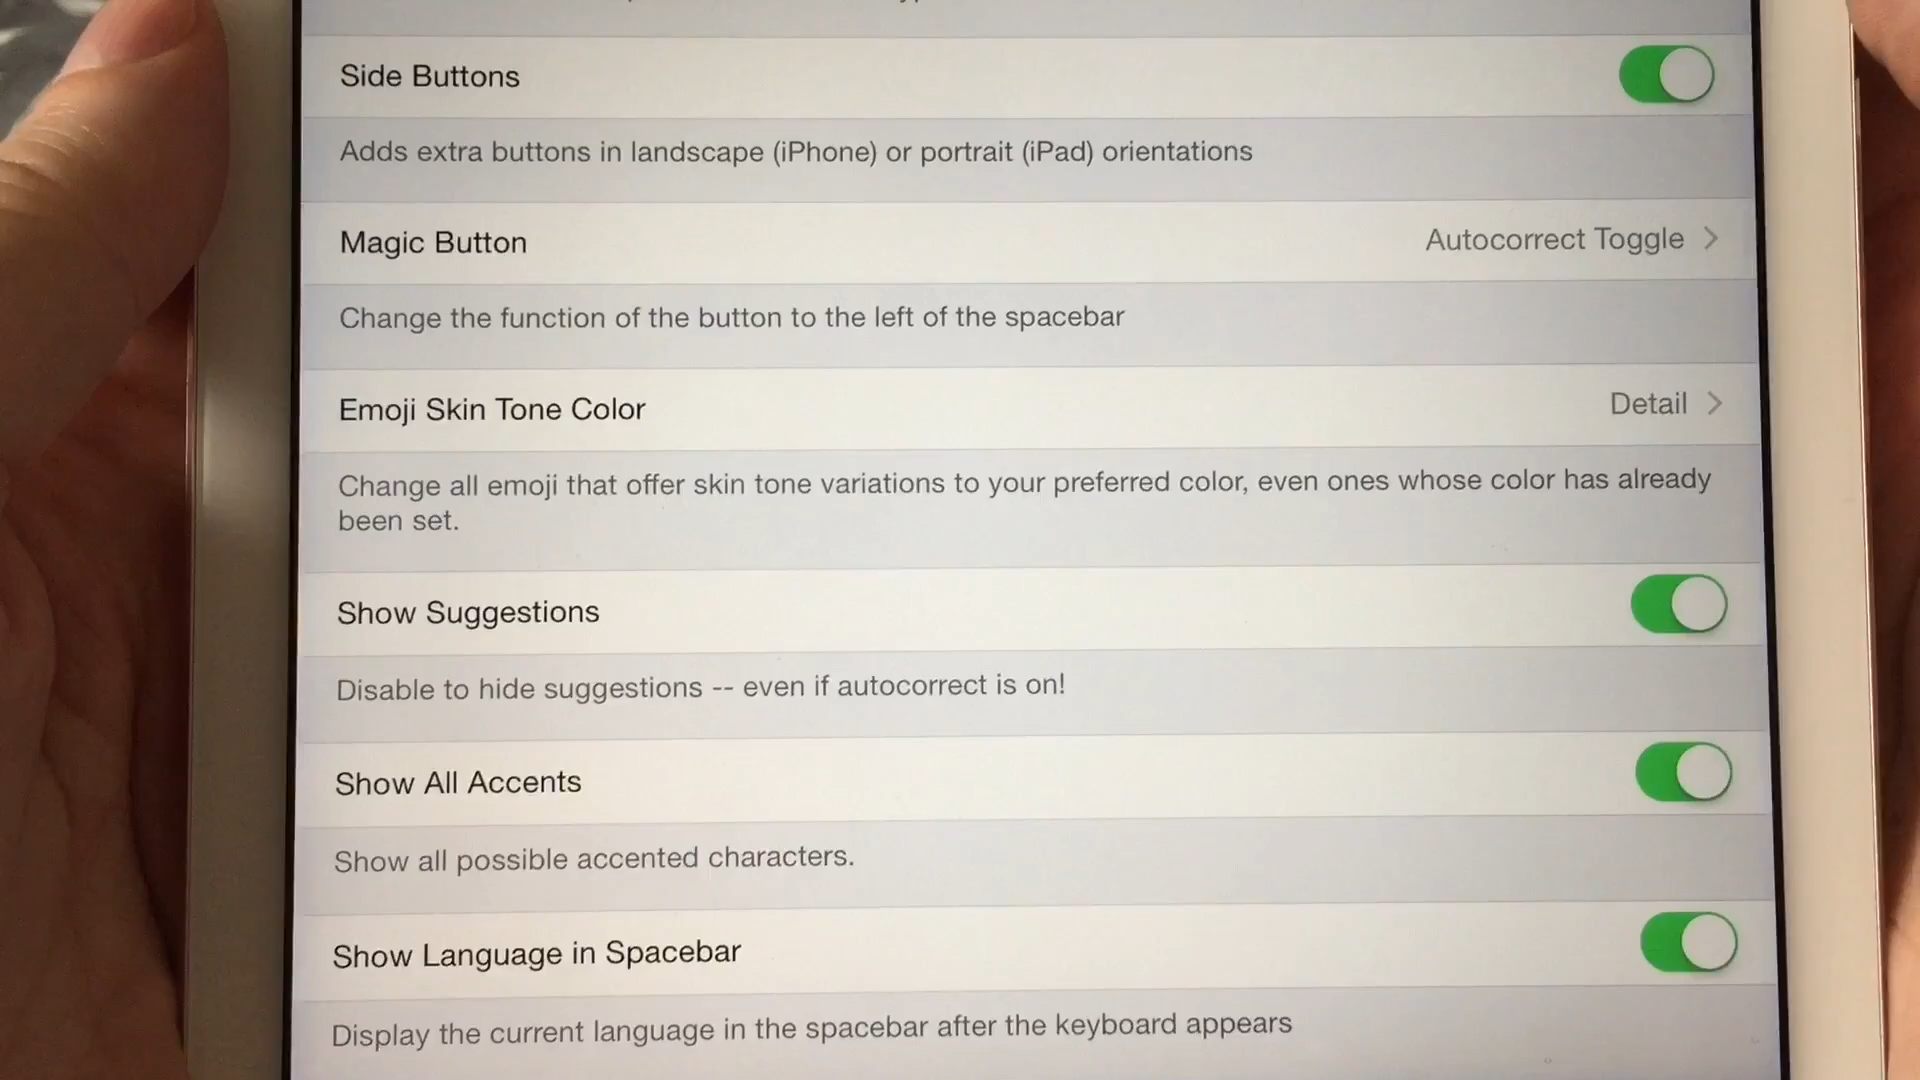 Side Buttons
Adds extra buttons in landscape (iPhone) or portrait (iPad) orientations
Magic Button
Autocorrect Toggle
Change the function of the button to the left of the spacebar
Emoji Skin Tone Color
Detail
Change all emoji that offer skin tone variations to your preferred color, even ones whose color has already
been set.
Show Suggestions
Disable to hide suggestions -- even if autocorrect is on!
Show All Accents
Show all possible accented characters.
Show Language in Spacebar
Display the current language in the spacebar after the keyboard appears